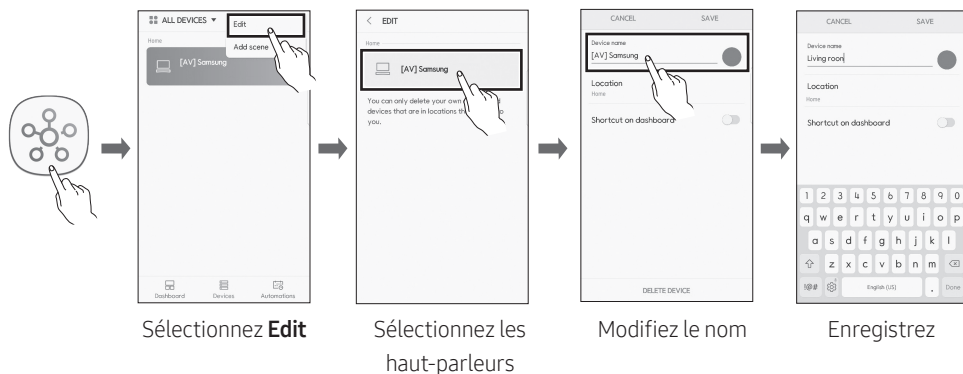 ALL DEVICES ▼
Edit
Add scene
Home
[AV] Samsung
Dashboard
Devices
Automations
Sélectionnez Edit
< EDIT
Home
[AV] Samsung
You can only delete your own
devices that are in locations th
you.
Sélectionnez les
haut-parleurs
CANCEL
SAVE
Device name
[AV] Samsung
Location
Home
Shortcut on dashboard
DELETE DEVICE
Modifiez le nom
CANCEL
SAVE
Device name
Living roon
Location
Home
Shortcut on dashboard
1 2 3 4 5 6 7 8 9 0
q w e r t y u i o p
a s d f g h j k l
z x c v b n m
!@# English (US) . Done
Enregistrez